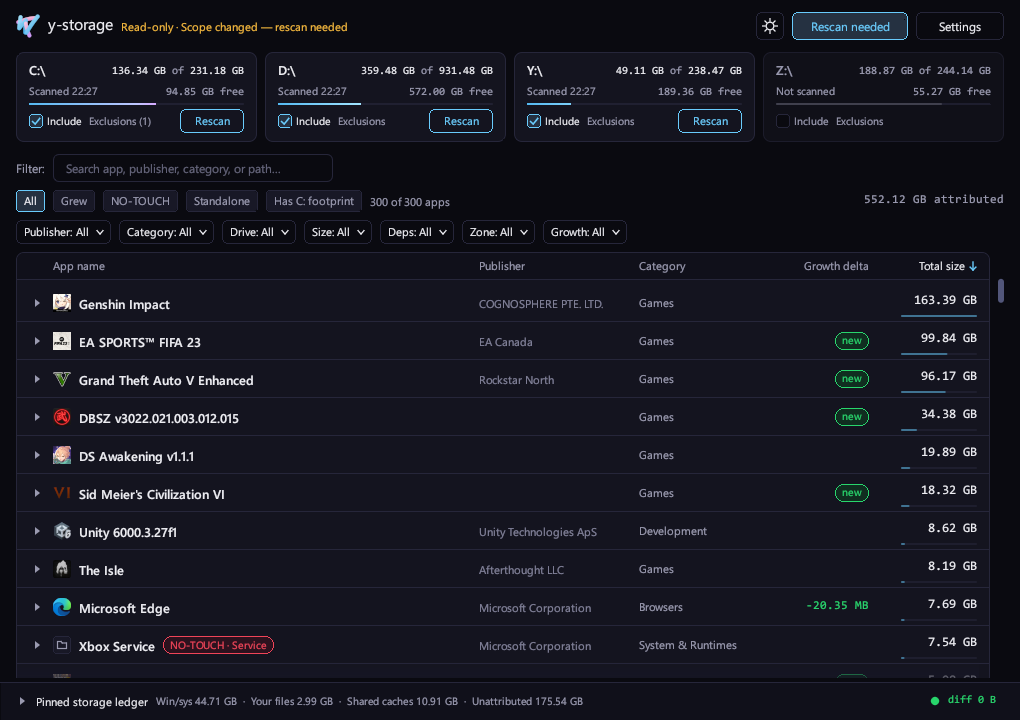 y-storage Read-only · Scope changed — rescan needed Rescan needed Settings
C:\ 136.34 GB of 231.18 GB
Scanned 22:27 94.85 GB free
Include Exclusions (1) Rescan
D:\ 359.48 GB of 931.48 GB
Scanned 22:27 572.00 GB free
Include Exclusions Rescan
Y:\ 49.11 GB of 238.47 GB
Scanned 22:27 189.36 GB free
Include Exclusions Rescan
Z:\ 188.87 GB of 244.14 GB
Not scanned 55.27 GB free
Include Exclusions
Filter: Search app, publisher, category, or path...
All Grew NO-TOUCH Standalone Has C: footprint 300 of 300 apps 552.12 GB attributed
Publisher: All Category: All Drive: All Size: All Deps: All Zone: All Growth: All
App name Publisher Category Growth delta Total size ↓
Genshin Impact COGNOSPHERE PTE. LTD. Games 163.39 GB
EA SPORTS™ FIFA 23 EA Canada Games new 99.84 GB
Grand Theft Auto V Enhanced Rockstar North Games new 96.17 GB
DBSZ v3022.021.003.012.015 Games new 34.38 GB
DS Awakening v1.1.1 Games 19.89 GB
VI Sid Meier's Civilization VI Games new 18.32 GB
Unity 6000.3.27f1 Unity Technologies ApS Development 8.62 GB
The Isle Afterthought LLC Games 8.19 GB
Microsoft Edge Microsoft Corporation Browsers -20.35 MB 7.69 GB
Xbox Service NO-TOUCH · Service Microsoft Corporation System & Runtimes 7.54 GB
Pinned storage ledger Win/sys 44.71 GB · Your files 2.99 GB · Shared caches 10.91 GB · Unattributed 175.54 GB diff 0 B